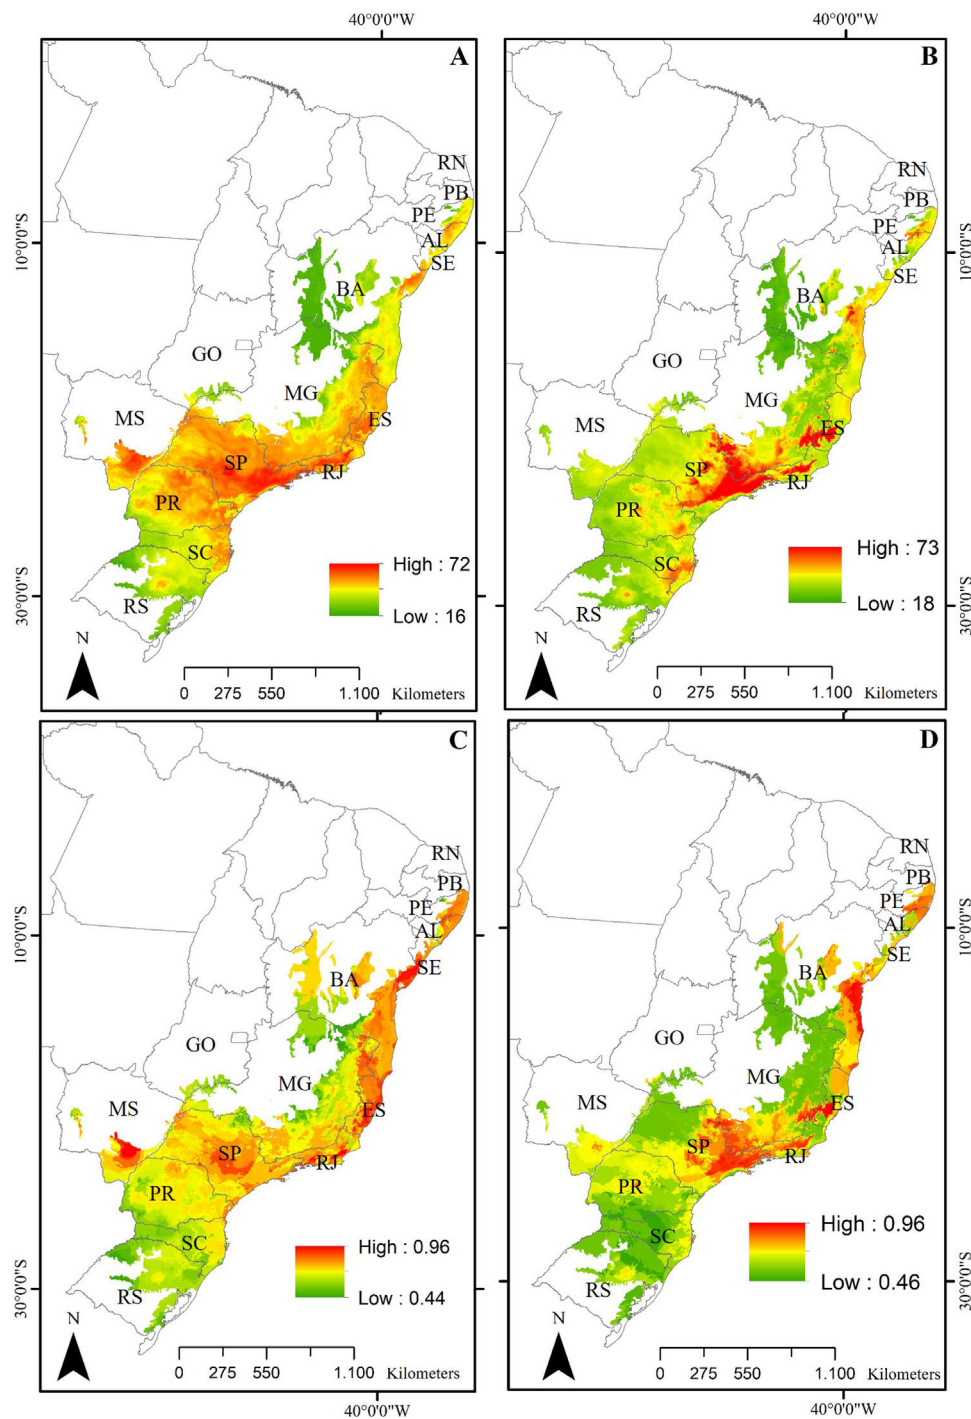 40°0'0"W
40°0'0"W
A
RN
PB
PE
AL
SE
BA
GO
MG
MS
ES
SP
RJ
PR
SC
RS
10°0'0"S
30°0'0"S
High : 72
Low : 16
N
0 275 550 1.100 Kilometers
B
RN
PB
PE
AL
SE
BA
GO
MG
MS
ES
SP
RJ
PR
SC
RS
10°0'0"S
30°0'0"S
High : 73
Low : 18
N
0 275 550 1.100 Kilometers
C
RN
PB
PE
AL
SE
BA
GO
MG
MS
ES
SP
RJ
PR
SC
RS
10°0'0"S
30°0'0"S
High : 0.96
Low : 0.44
N
0 275 550 1.100 Kilometers
40°0'0"W
D
RN
PB
PE
AL
SE
BA
GO
MG
MS
ES
SP
RJ
PR
SC
RS
10°0'0"S
30°0'0"S
High : 0.96
Low : 0.46
N
0 275 550 1.100 Kilometers
40°0'0"W